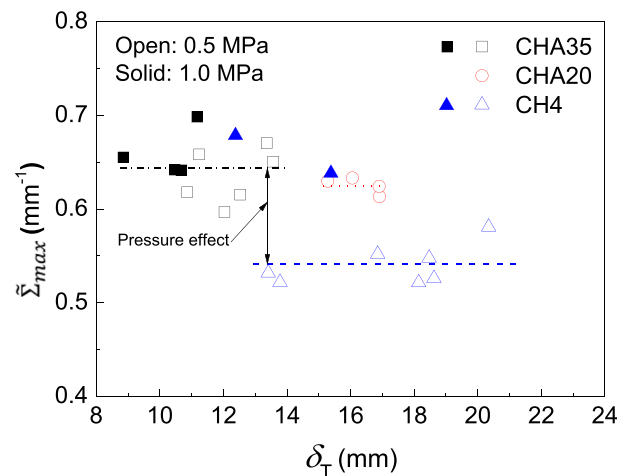 0.8
Open: 0.5 MPa
Solid: 1.0 MPa
CHA35
CHA20
CH4
0.7
0.6
0.5
0.4
Pressure effect
Σ̃max (mm-1)
8 10 12 14 16 18 20 22 24
δT (mm)